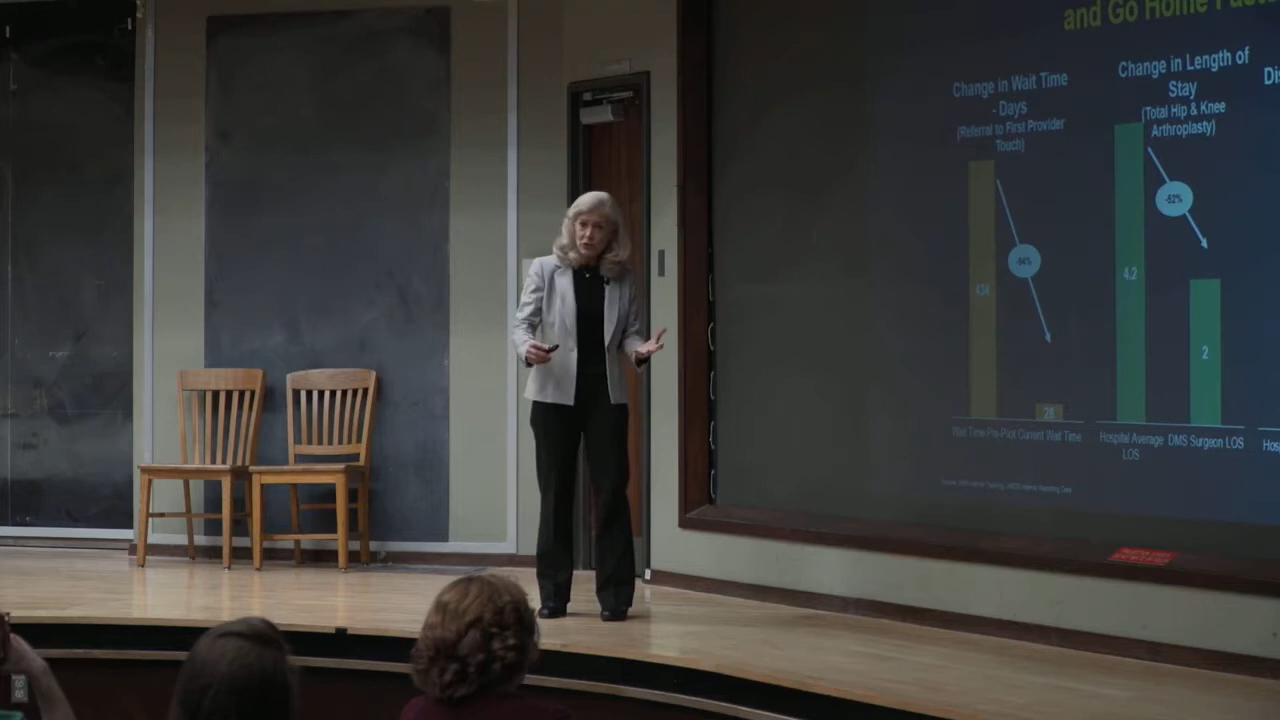 and Go Home
Change in Wait Time
- Days
(Referral to First Provider
Touch)
434
-94%
28
Wait Time Pre-Pilot Current Wait Time
Change in Length of
Stay
(Total Hip & Knee
Arthroplasty)
4.2
-52%
2
Hospital Average DMS Surgeon LOS
LOS